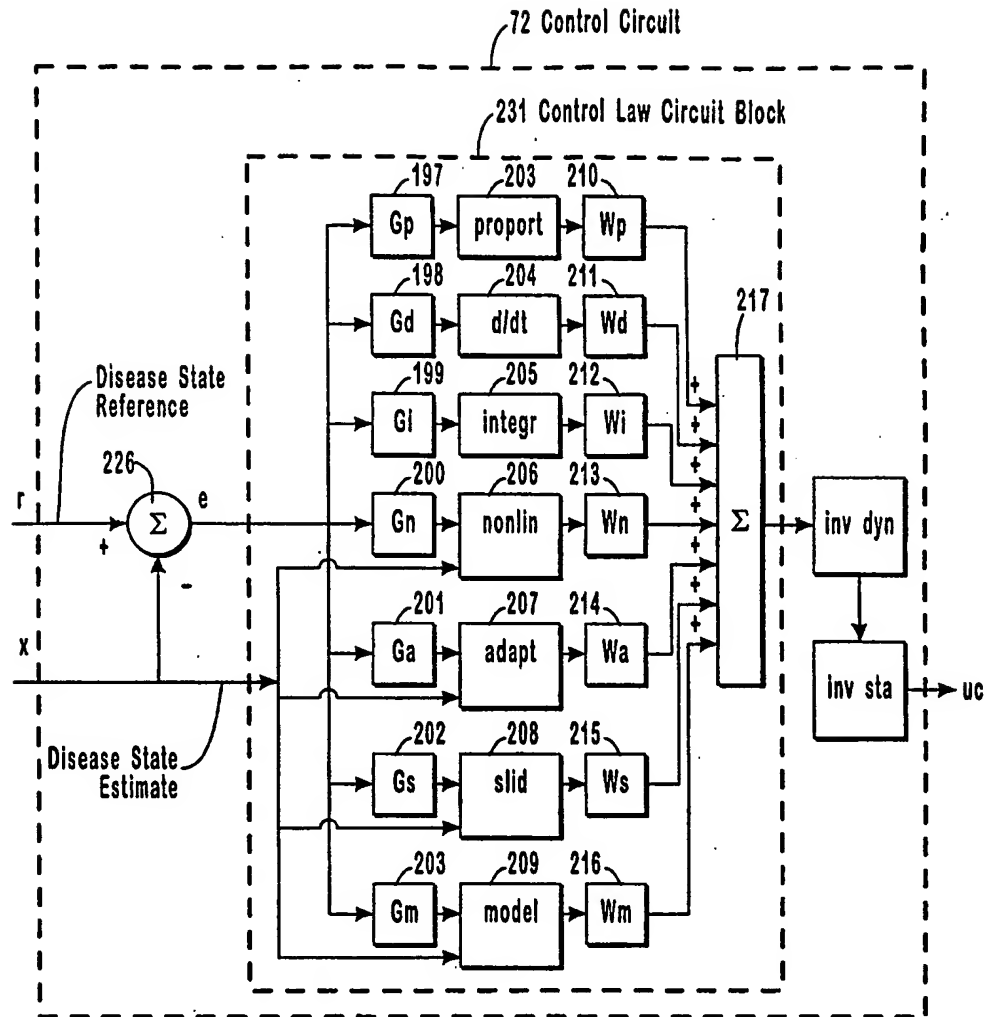 72 Control Circuit
231 Control Law Circuit Block
197 203 210
Gp proport Wp
198 204 211
Gd d/dt Wd
217
Disease State
Reference
199 205 212
GI integr Wi
+
+
+
+
+
+
+
226
r Σ e
+
-
200 206 213
Gn nonlin Wn
Σ
inv dyn
201 207 214
x
Ga adapt Wa
inv sta uc
Disease State
Estimate
202 208 215
Gs slid Ws
203 209 216
Gm model Wm